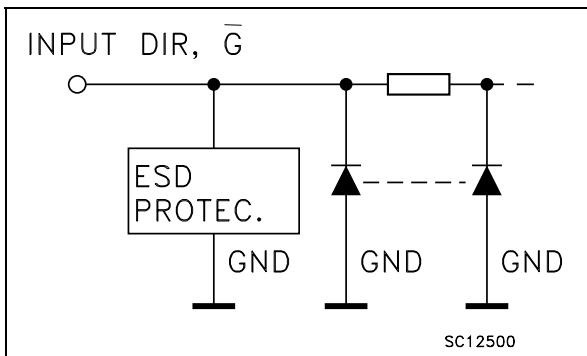 INPUT DIR, G̅
ESD
PROTEC.
GND
GND
GND
SC12500